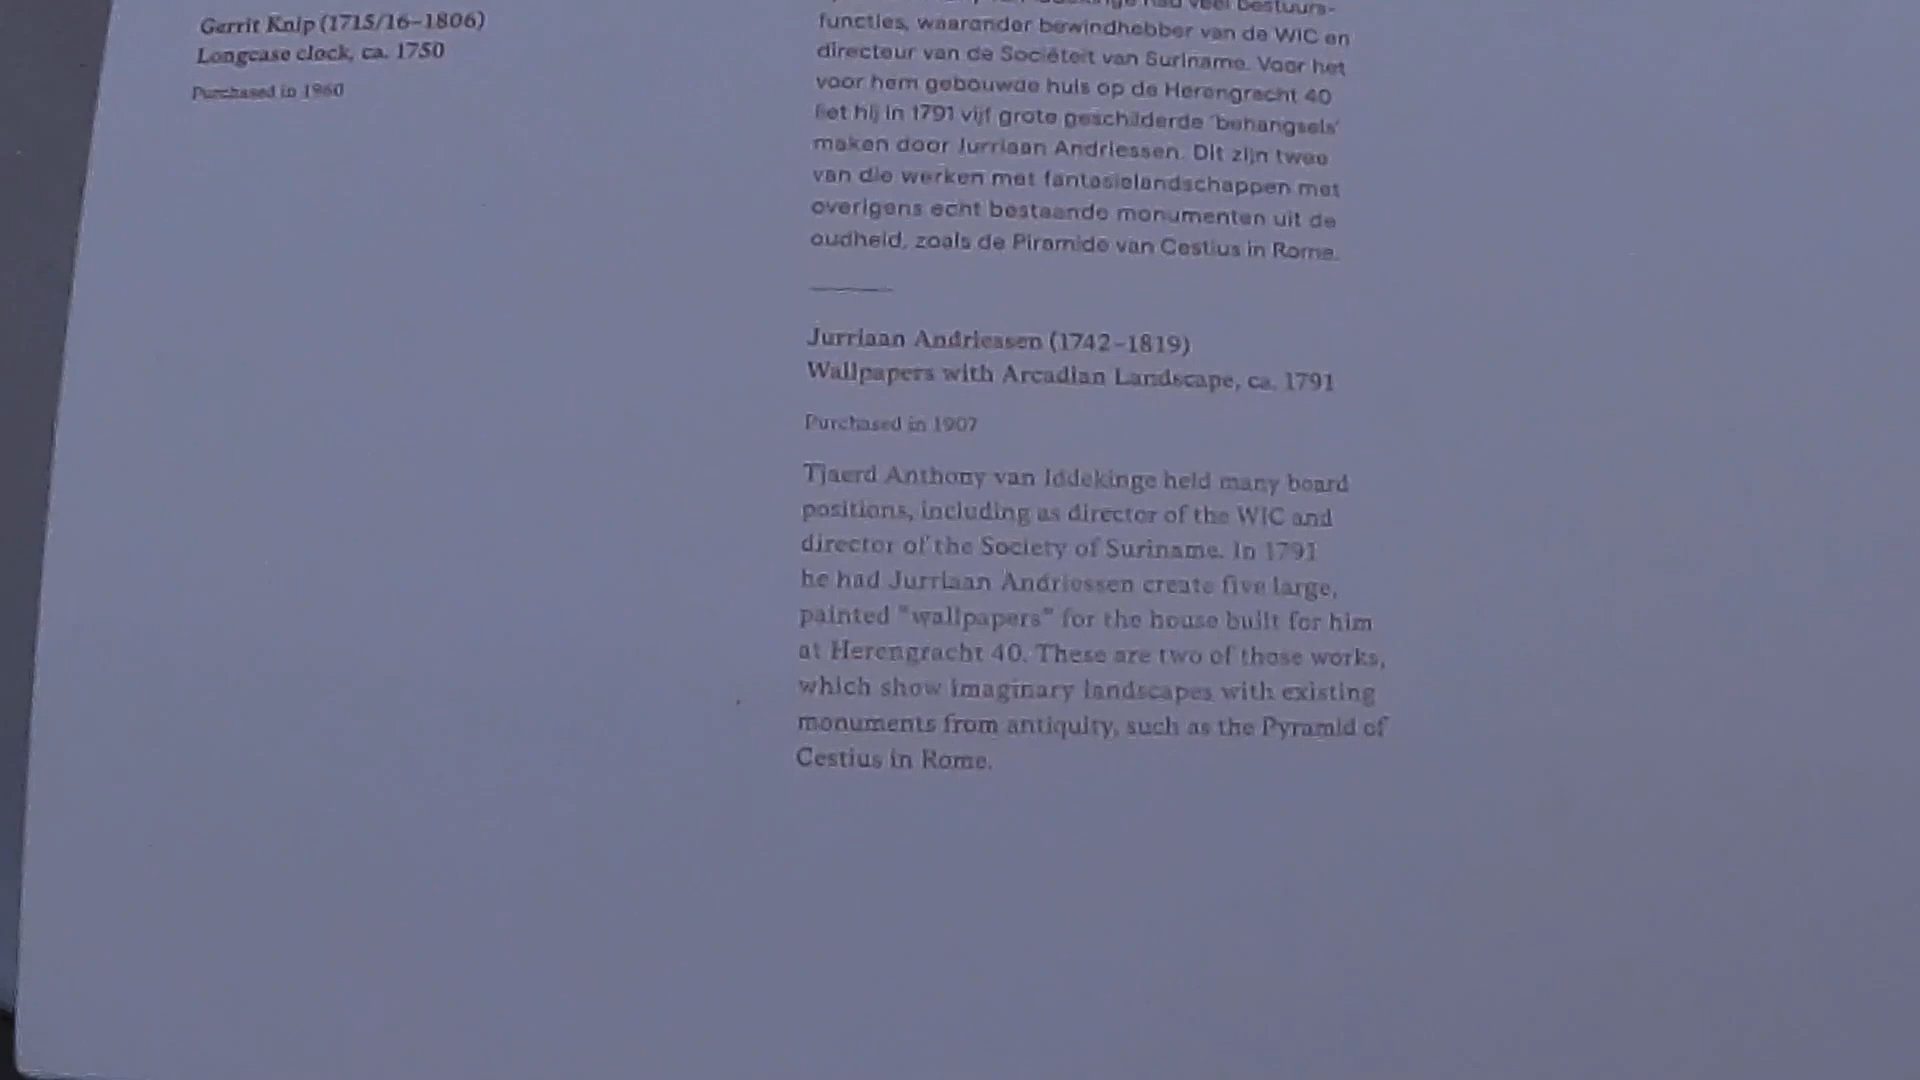 Gerrit Knip (1715/16–1806)
Longcase clock, ca. 1750
Purchased in 1960
had veel bestuurs-
functies, waaronder bewindhebber van de WIC en
directeur van de Sociëteit van Suriname. Voor het
voor hem gebouwde huis op de Herengracht 40
liet hij in 1791 vijf grote geschilderde 'behangsels'
maken door Jurriaan Andriessen. Dit zijn twee
van die werken met fantasielandschappen met
overigens echt bestaande monumenten uit de
oudheid, zoals de Piramide van Cestius in Rome.
Jurriaan Andriessen (1742–1819)
Wallpapers with Arcadian Landscape, ca. 1791
Purchased in 1907
Tjaerd Anthony van Iddekinge held many board
positions, including as director of the WIC and
director of the Society of Suriname. In 1791
he had Jurriaan Andriessen create five large,
painted "wallpapers" for the house built for him
at Herengracht 40. These are two of those works,
which show imaginary landscapes with existing
monuments from antiquity, such as the Pyramid of
Cestius in Rome.